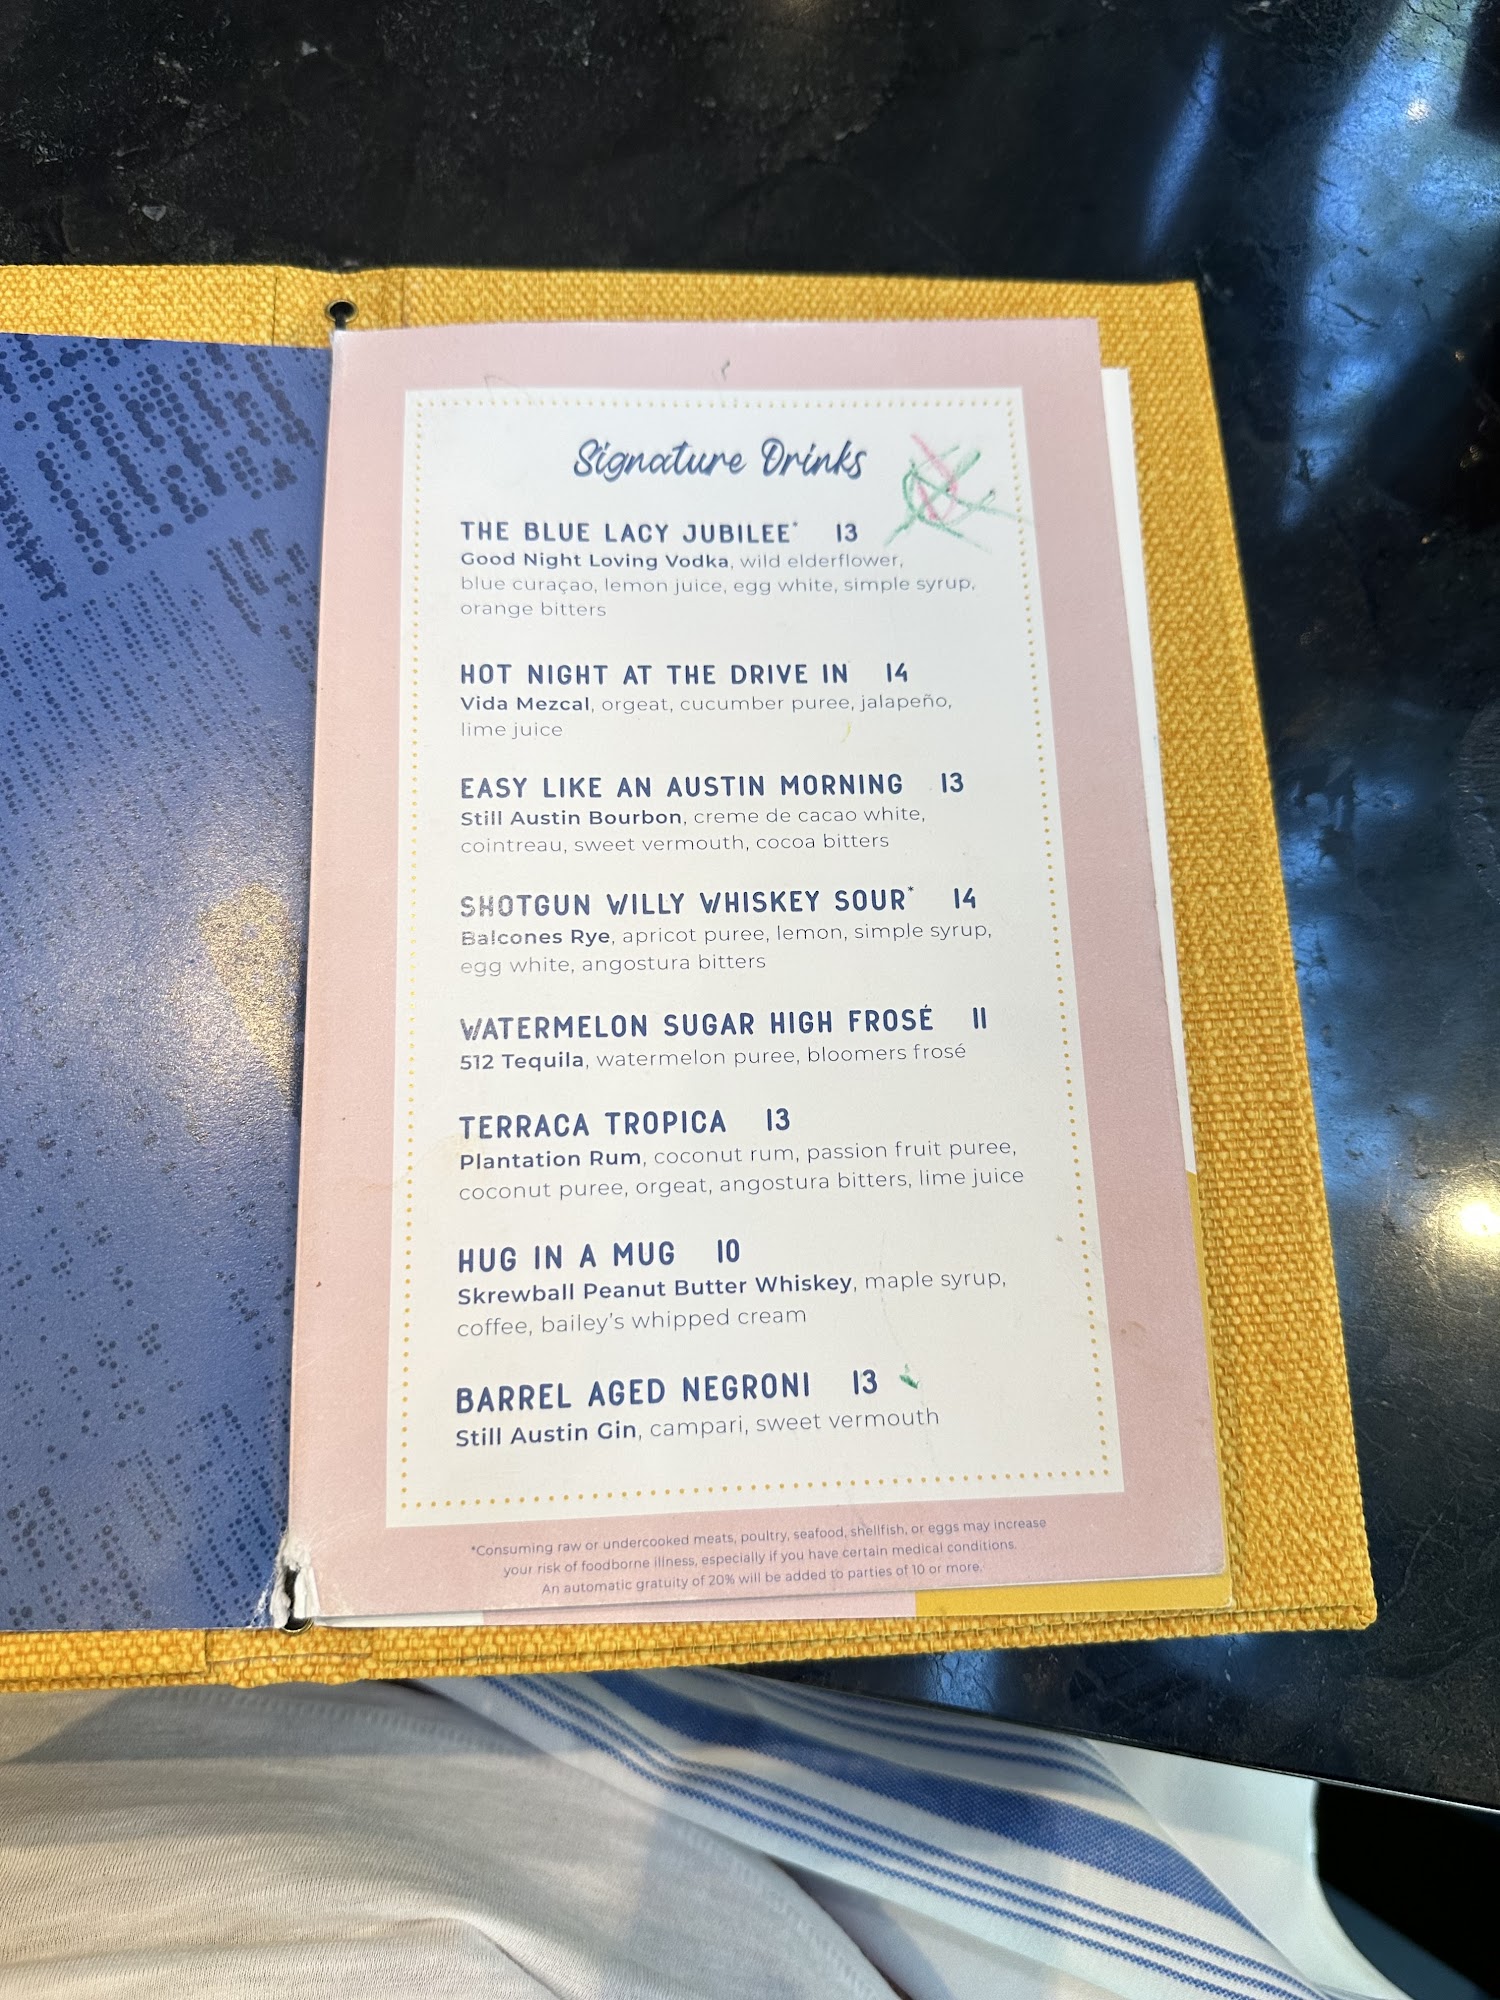 Signature Drinks
THE BLUE LACY JUBILEE* 13
Good Night Loving Vodka, wild elderflower,
blue curaçao, lemon juice, egg white, simple syrup,
orange bitters
HOT NIGHT AT THE DRIVE IN 14
Vida Mezcal, orgeat, cucumber puree, jalapeño,
lime juice
EASY LIKE AN AUSTIN MORNING 13
Still Austin Bourbon, creme de cacao white,
cointreau, sweet vermouth, cocoa bitters
SHOTGUN WILLY WHISKEY SOUR* 14
Balcones Rye, apricot puree, lemon, simple syrup,
egg white, angostura bitters
WATERMELON SUGAR HIGH FROSÉ 11
512 Tequila, watermelon puree, bloomers frosé
TERRACA TROPICA 13
Plantation Rum, coconut rum, passion fruit puree,
coconut puree, orgeat, angostura bitters, lime juice
HUG IN A MUG 10
Skrewball Peanut Butter Whiskey, maple syrup,
coffee, bailey's whipped cream
BARREL AGED NEGRONI 13
Still Austin Gin, campari, sweet vermouth
*Consuming raw or undercooked meats, poultry, seafood, shellfish, or eggs may increase
your risk of foodborne illness, especially if you have certain medical conditions.
An automatic gratuity of 20% will be added to parties of 10 or more.